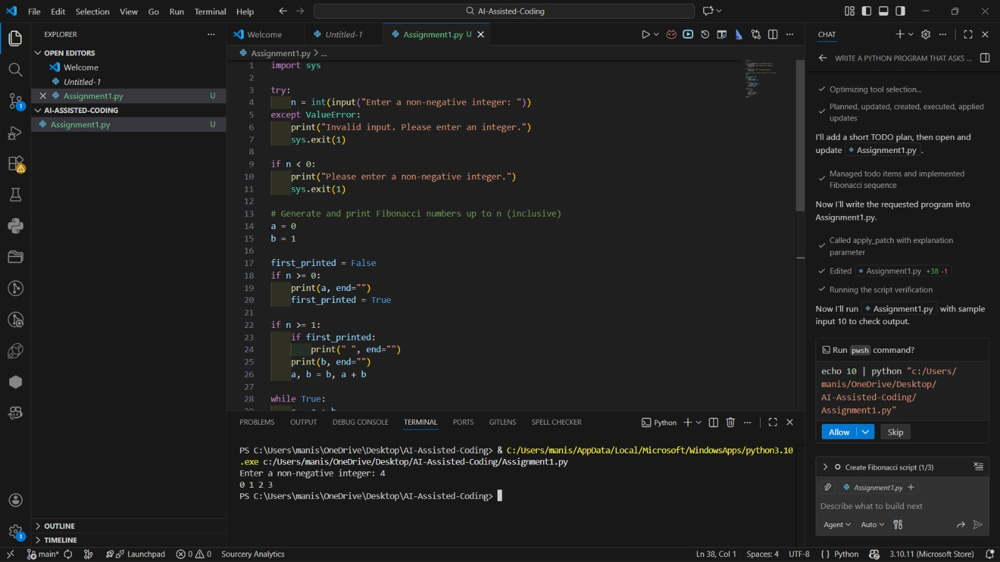 File Edit Selection View Go Run Terminal Help
AI-Assisted-Coding
EXPLORER
OPEN EDITORS
Welcome
Untitled-1
Assignment1.py U
AI-ASSISTED-CODING
Assignment1.py U
OUTLINE
TIMELINE
Welcome Untitled-1 Assignment1.py U
Assignment1.py > ...
1 import sys
2
3 try:
4 n = int(input("Enter a non-negative integer: "))
5 except ValueError:
6 print("Invalid input. Please enter an integer.")
7 sys.exit(1)
8
9 if n < 0:
10 print("Please enter a non-negative integer.")
11 sys.exit(1)
12
13 # Generate and print Fibonacci numbers up to n (inclusive)
14 a = 0
15 b = 1
16
17 first_printed = False
18 if n >= 0:
19 print(a, end="")
20 first_printed = True
21
22 if n >= 1:
23 if first_printed:
24 print(" ", end="")
25 print(b, end="")
26 a, b = b, a + b
27
28 while True:
PROBLEMS OUTPUT DEBUG CONSOLE TERMINAL PORTS GITLENS SPELL CHECKER
Python
PS C:\Users\manis\OneDrive\Desktop\AI-Assisted-Coding> & C:/Users/manis/AppData/Local/Microsoft/WindowsApps/python3.10
.exe c:/Users/manis/OneDrive/Desktop/AI-Assisted-Coding/Assignment1.py
Enter a non-negative integer: 4
0 1 2 3
PS C:\Users\manis\OneDrive\Desktop\AI-Assisted-Coding>
CHAT
WRITE A PYTHON PROGRAM THAT ASKS ...
Optimizing tool selection...
Planned, updated, created, executed, applied
updates
I'll add a short TODO plan, then open and
update Assignment1.py .
Managed todo items and implemented
Fibonacci sequence
Now I'll write the requested program into
Assignment1.py.
Called apply_patch with explanation
parameter
Edited Assignment1.py +38 -1
Running the script verification
Now I'll run Assignment1.py with sample
input 10 to check output.
Run pwsh command?
echo 10 | python "c:/Users/
manis/OneDrive/Desktop/
AI-Assisted-Coding/
Assignment1.py"
Allow Skip
Create Fibonacci script (1/3)
Assignment1.py
Describe what to build next
Agent Auto
main* Launchpad 0 0 Sourcery Analytics
Ln 38, Col 1 Spaces: 4 UTF-8 {} Python 3.10.11 (Microsoft Store)